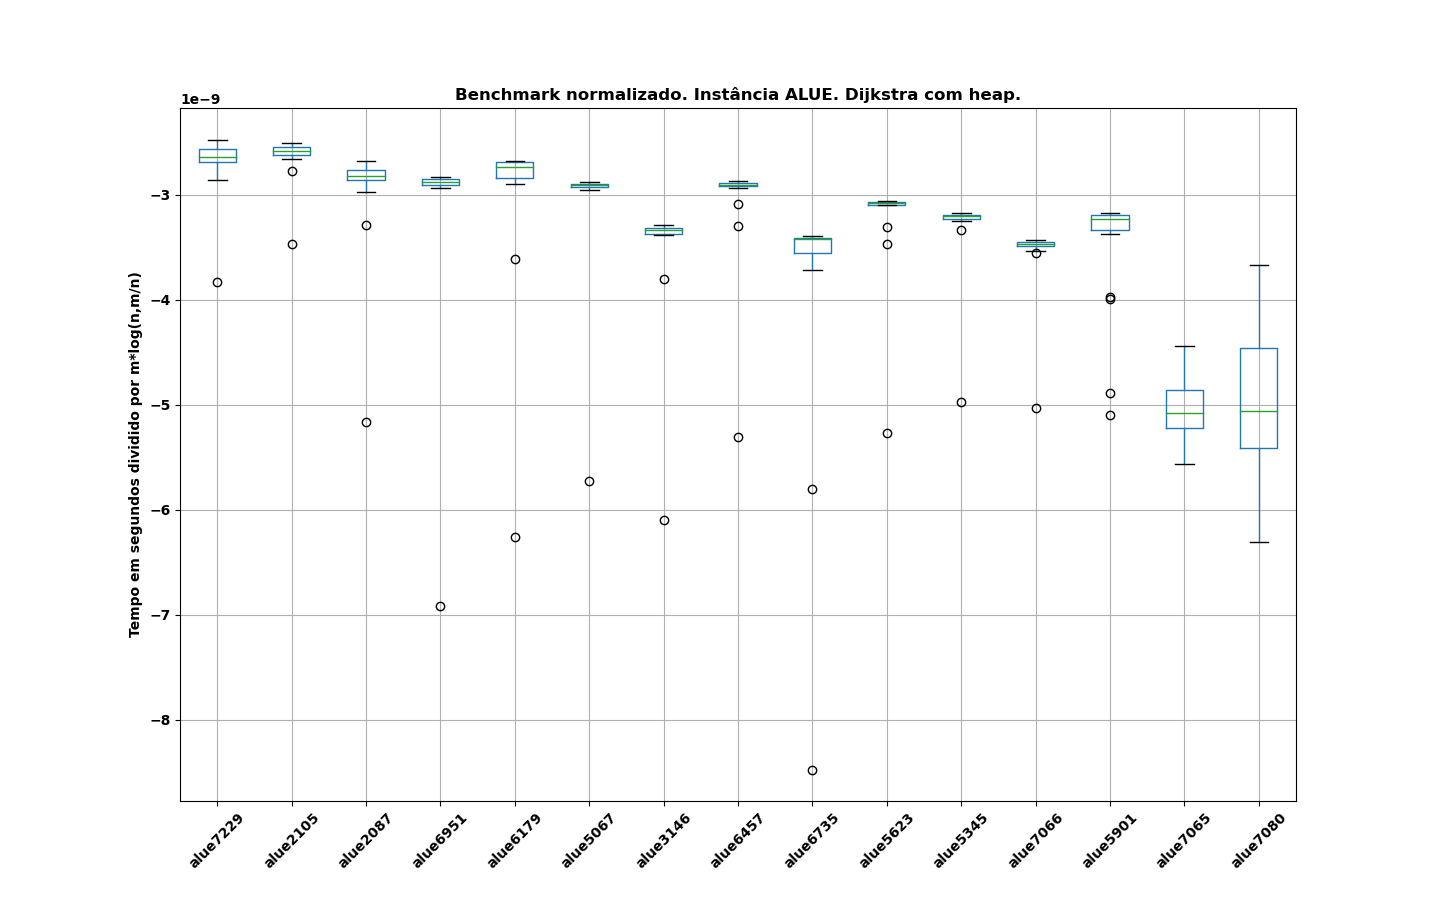 Benchmark normalizado. Instância ALUE. Dijkstra com heap.
1e−9
Tempo em segundos dividido por m*log(n,m/n)
−3
−4
−5
−6
−7
−8
alue7229
alue2105
alue2087
alue6951
alue6179
alue5067
alue3146
alue6457
alue6735
alue5623
alue5345
alue7066
alue5901
alue7065
alue7080